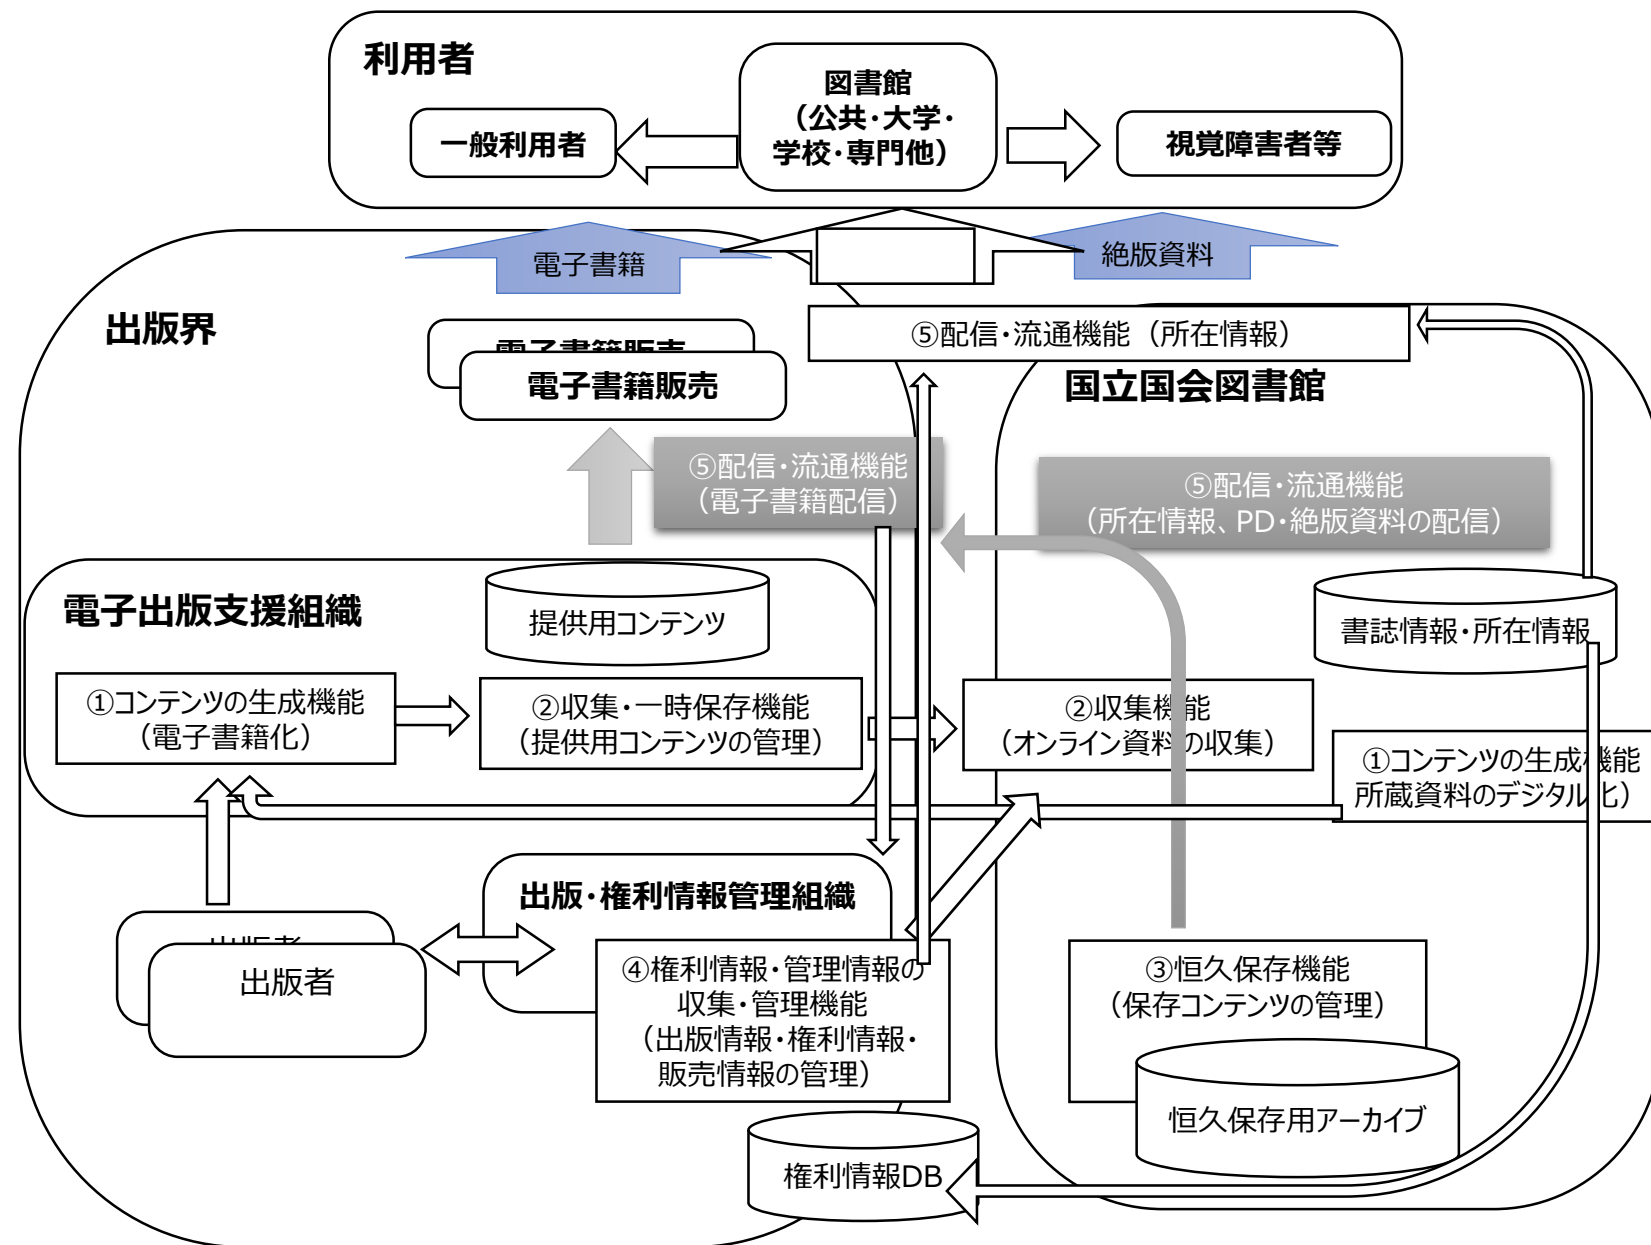 利用者
図書館
（公共・大学・
学校・専門他）
一般利用者
視覚障害者等
電子書籍
絶版資料
出版界
⑤配信・流通機能（所在情報）
電子書籍販売
電子書籍販売
国立国会図書館
⑤配信・流通機能
（電子書籍配信）
⑤配信・流通機能
（所在情報、PD・絶版資料の配信）
電子出版支援組織
提供用コンテンツ
書誌情報・所在情報
①コンテンツの生成機能
（電子書籍化）
②収集・一時保存機能
（提供用コンテンツの管理）
②収集機能
（オンライン資料の収集）
①コンテンツの生成機能
所蔵資料のデジタル化）
出版・権利情報管理組織
出版者
出版者
④権利情報・管理情報の
収集・管理機能
（出版情報・権利情報・
販売情報の管理）
③恒久保存機能
（保存コンテンツの管理）
恒久保存用アーカイブ
権利情報DB